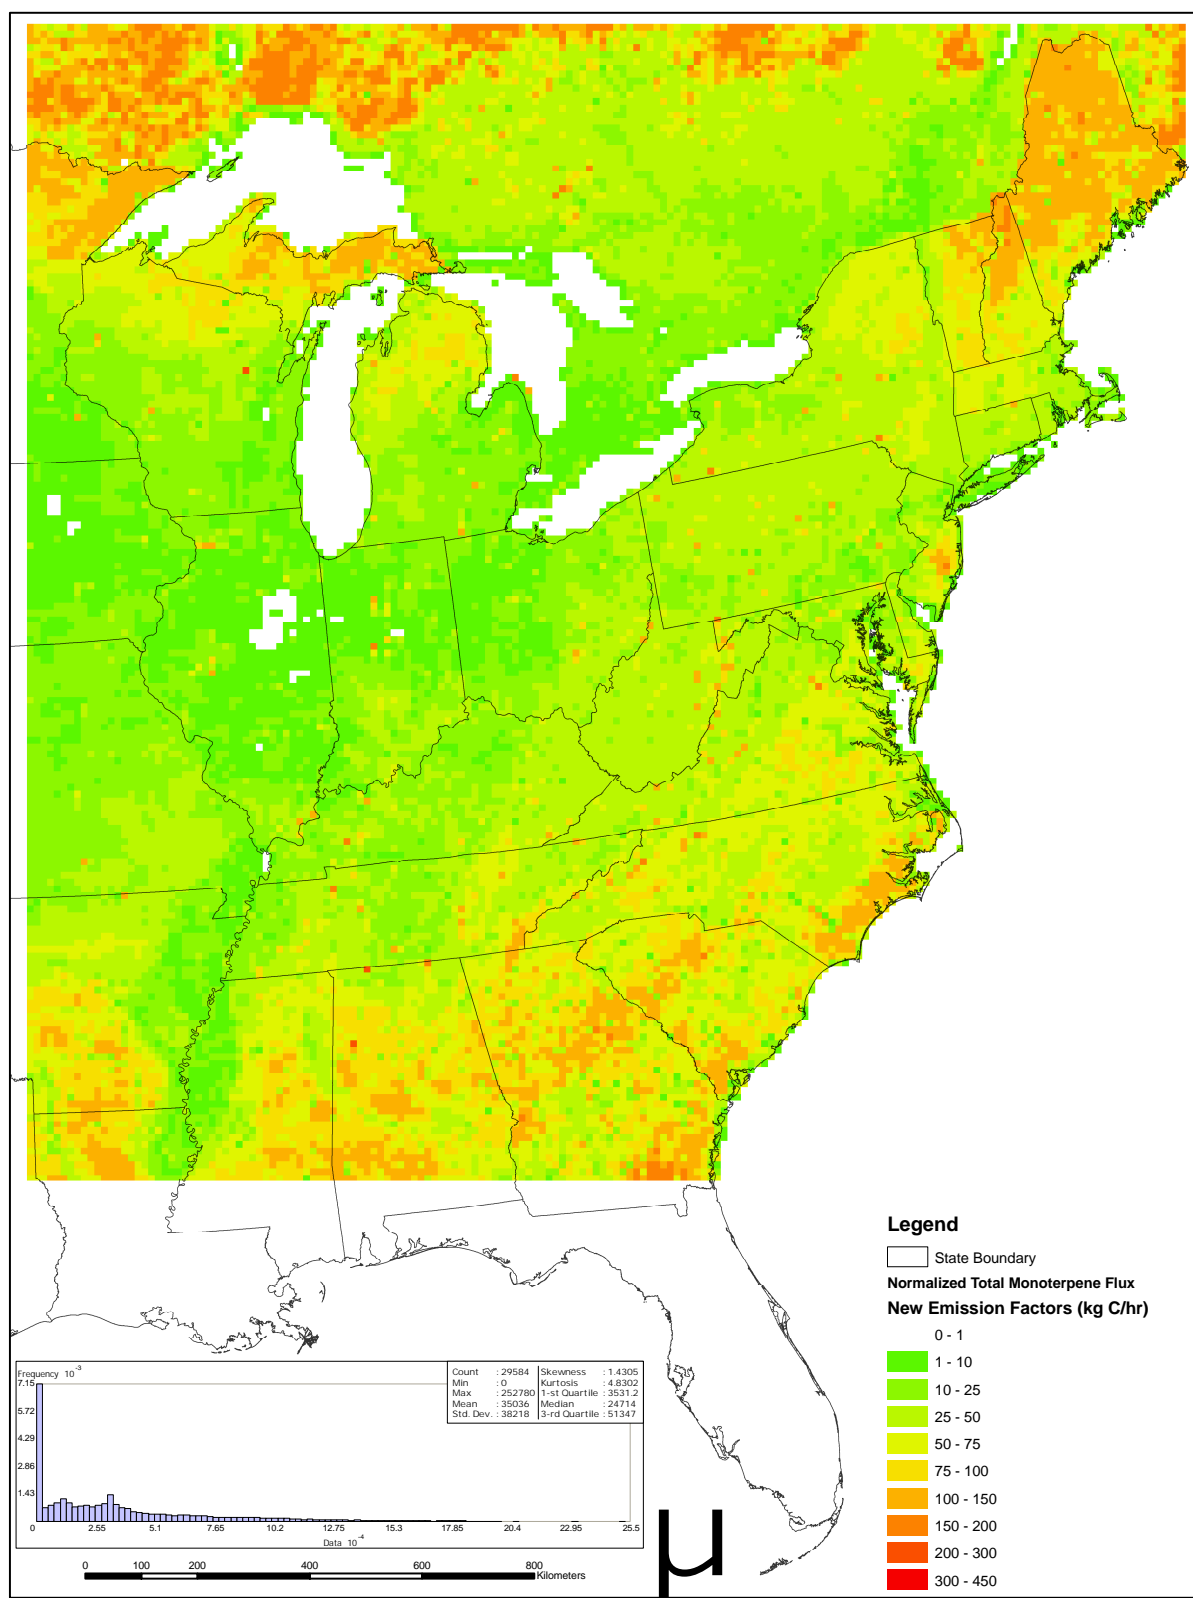 Legend
State Boundary
Normalized Total Monoterpene Flux
New Emission Factors (kg C/hr)
0 - 1
1 - 10
10 - 25
25 - 50
50 - 75
75 - 100
100 - 150
150 - 200
200 - 300
300 - 450
Frequency 10 -3
7.15
5.72
4.29
2.86
1.43
0 2.55 5.1 7.65 10.2 12.75 15.3 17.85 20.4 22.95 25.5
Data 10 -4
Count : 29584 Skewness : 1.4305
Min : 0 Kurtosis : 4.8302
Max : 252780 1-st Quartile : 3531.2
Mean : 35036 Median : 24714
Std. Dev. : 38218 3-rd Quartile : 51347
0 100 200 400 600 800
Kilometers
µ